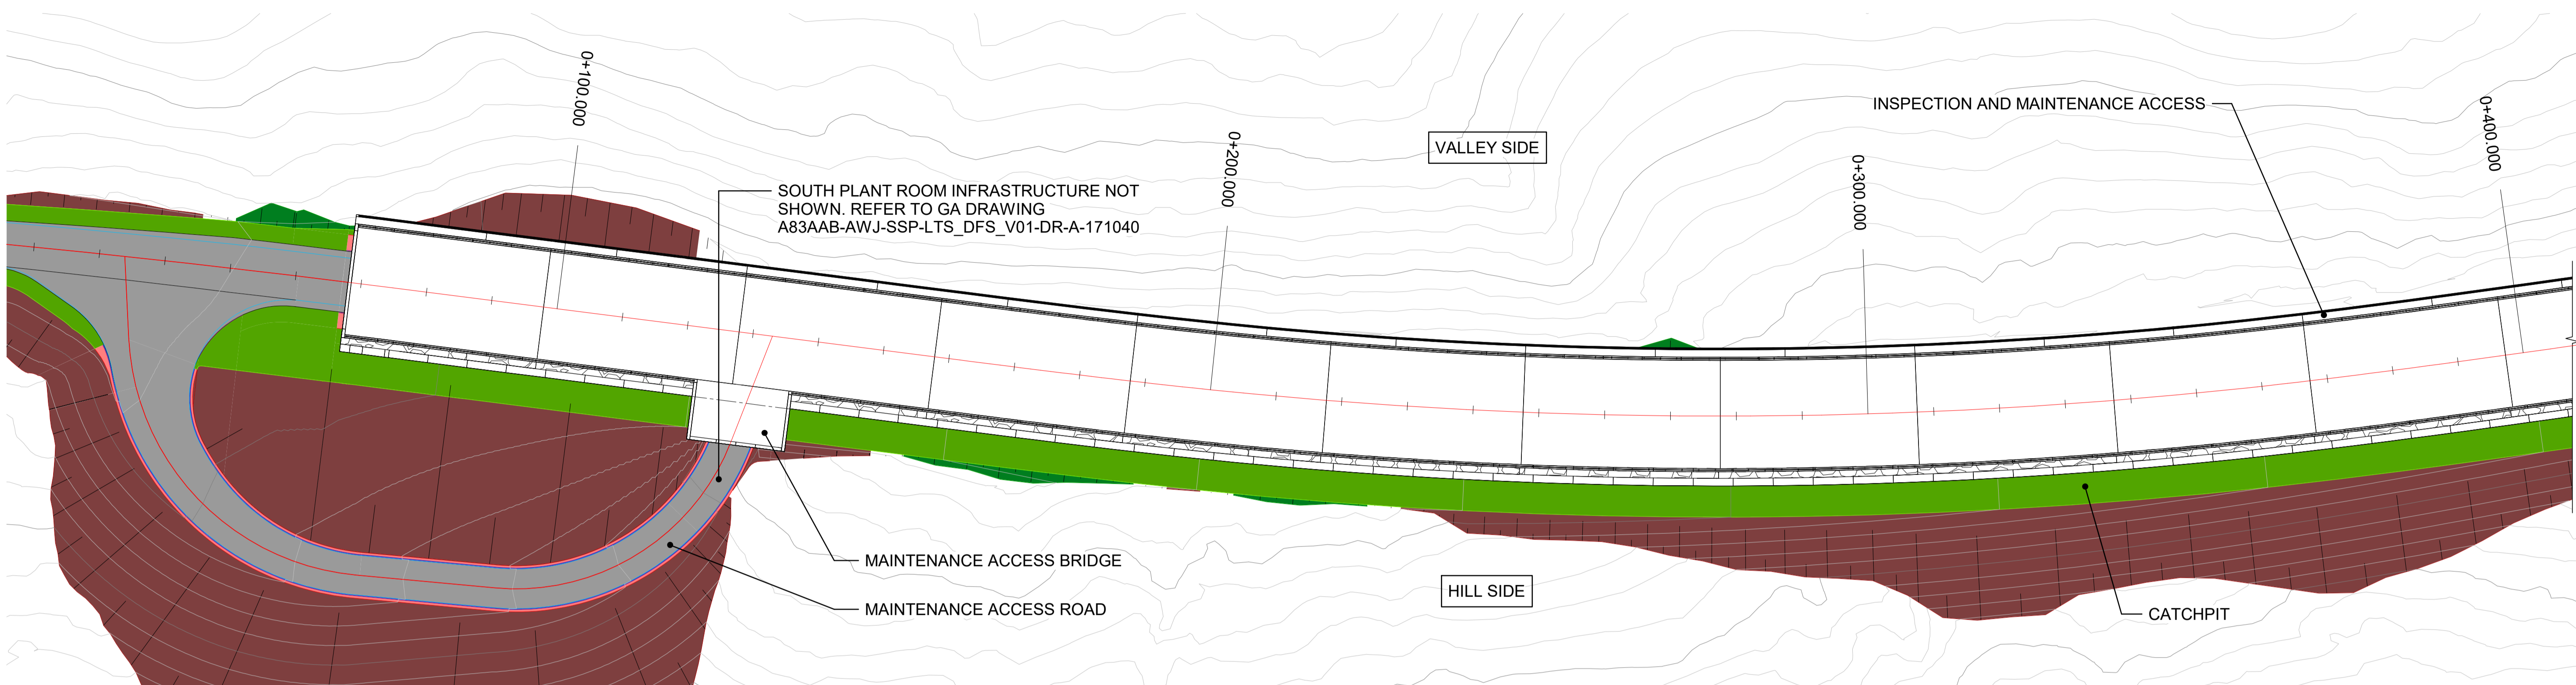 0+100.000
0+200.000
0+300.000
0+400.000
VALLEY SIDE
INSPECTION AND MAINTENANCE ACCESS
SOUTH PLANT ROOM INFRASTRUCTURE NOT
SHOWN. REFER TO GA DRAWING
A83AAB-AWJ-SSP-LTS_DFS_V01-DR-A-171040
MAINTENANCE ACCESS BRIDGE
MAINTENANCE ACCESS ROAD
HILL SIDE
CATCHPIT